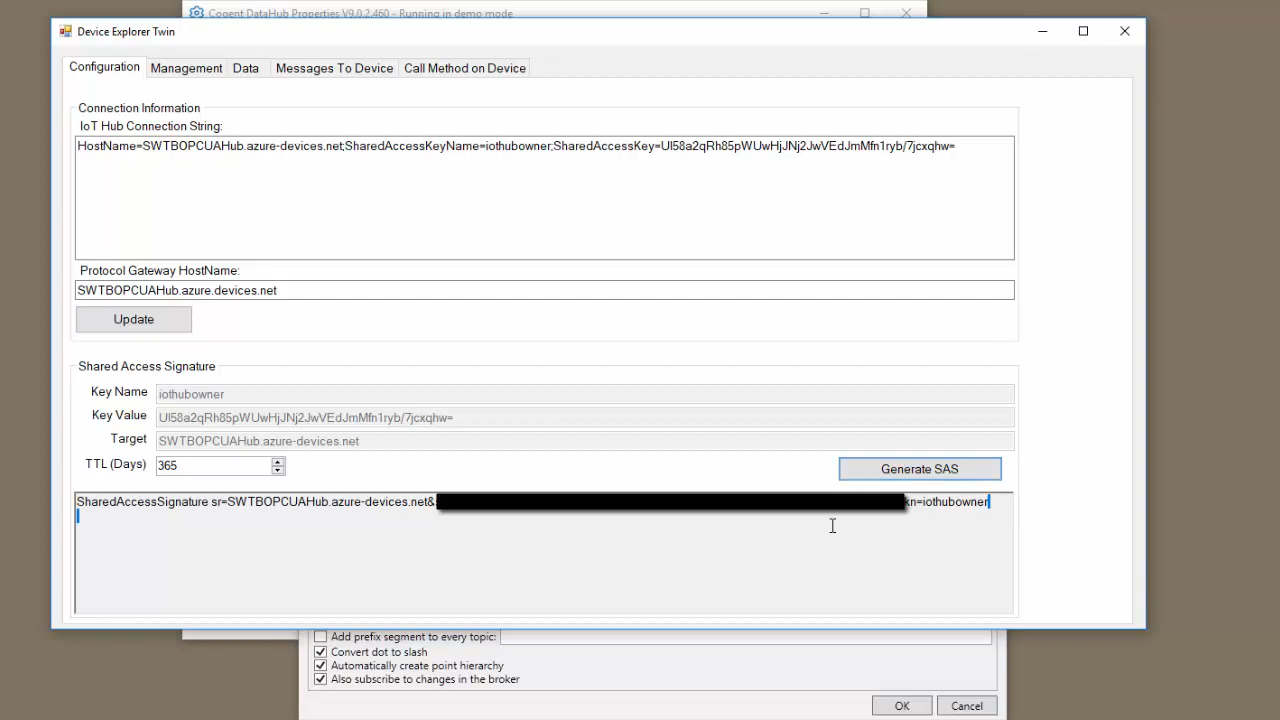 Cogent DataHub Properties V9.0.2.460 - Running in demo mode
Device Explorer Twin
Configuration Management Data Messages To Device Call Method on Device
Connection Information
IoT Hub Connection String:
HostName=SWTBOPCUAHub.azure-devices.net;SharedAccessKeyName=iothubowner;SharedAccessKey=UI58a2qRh85pWUwHjJNj2JwVEdJmMfn1ryb/7jcxqhw=
Protocol Gateway HostName:
SWTBOPCUAHub.azure.devices.net
Update
Shared Access Signature
Key Name iothubowner
Key Value UI58a2qRh85pWUwHjJNj2JwVEdJmMfn1ryb/7jcxqhw=
Target SWTBOPCUAHub.azure-devices.net
TTL (Days) 365
Generate SAS
SharedAccessSignature sr=SWTBOPCUAHub.azure-devices.net& kn=iothubowner
Add prefix segment to every topic:
Convert dot to slash
Automatically create point hierarchy
Also subscribe to changes in the broker
OK Cancel